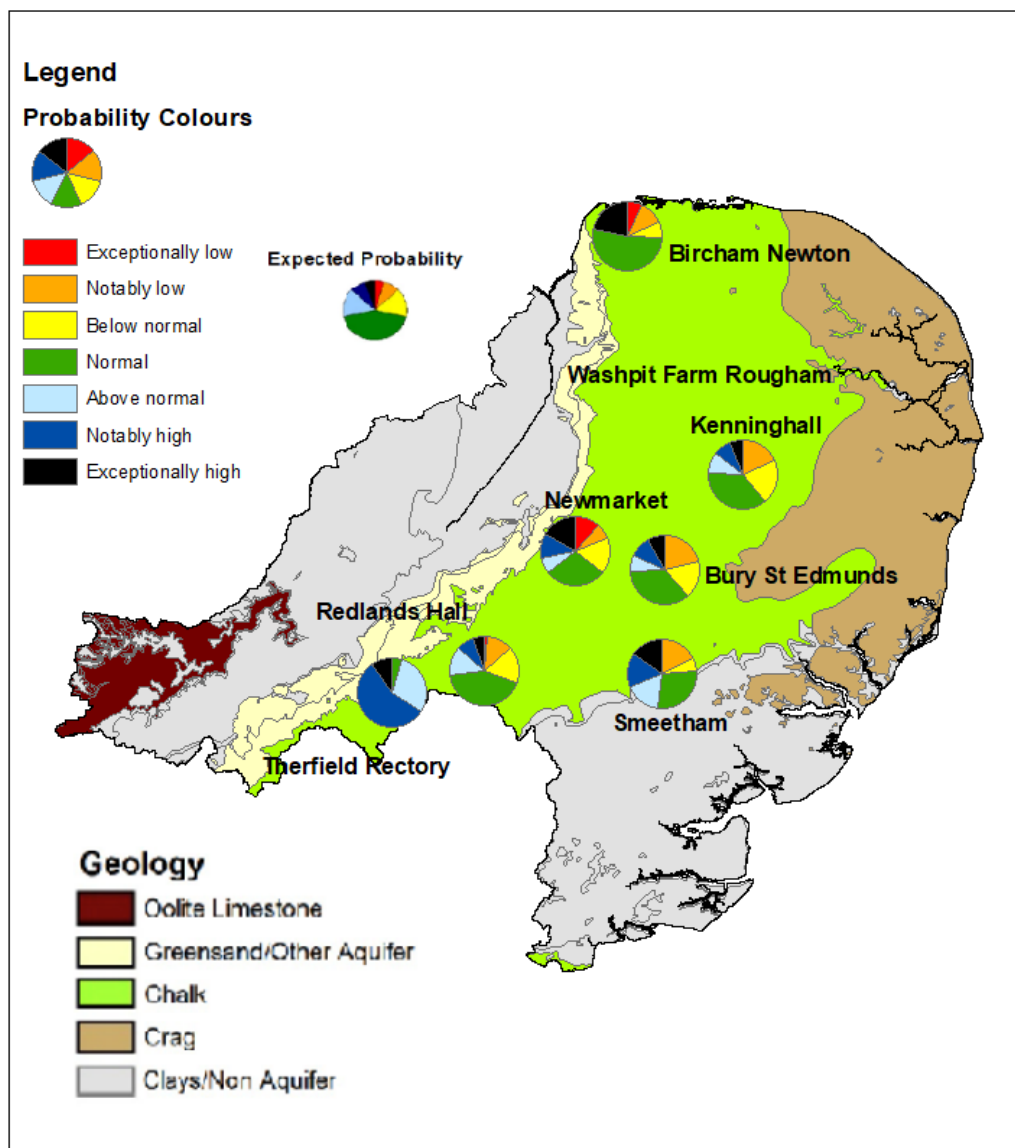 Legend
Probability Colours
Exceptionally low
Notably low
Below normal
Normal
Above normal
Notably high
Exceptionally high
Expected Probability
Bircham Newton
Washpit Farm Rougham
Kenninghall
Newmarket
Bury St Edmunds
Redlands Hall
Smeetham
Therfield Rectory
Geology
Oolite Limestone
Greensand/Other Aquifer
Chalk
Crag
Clays/Non Aquifer